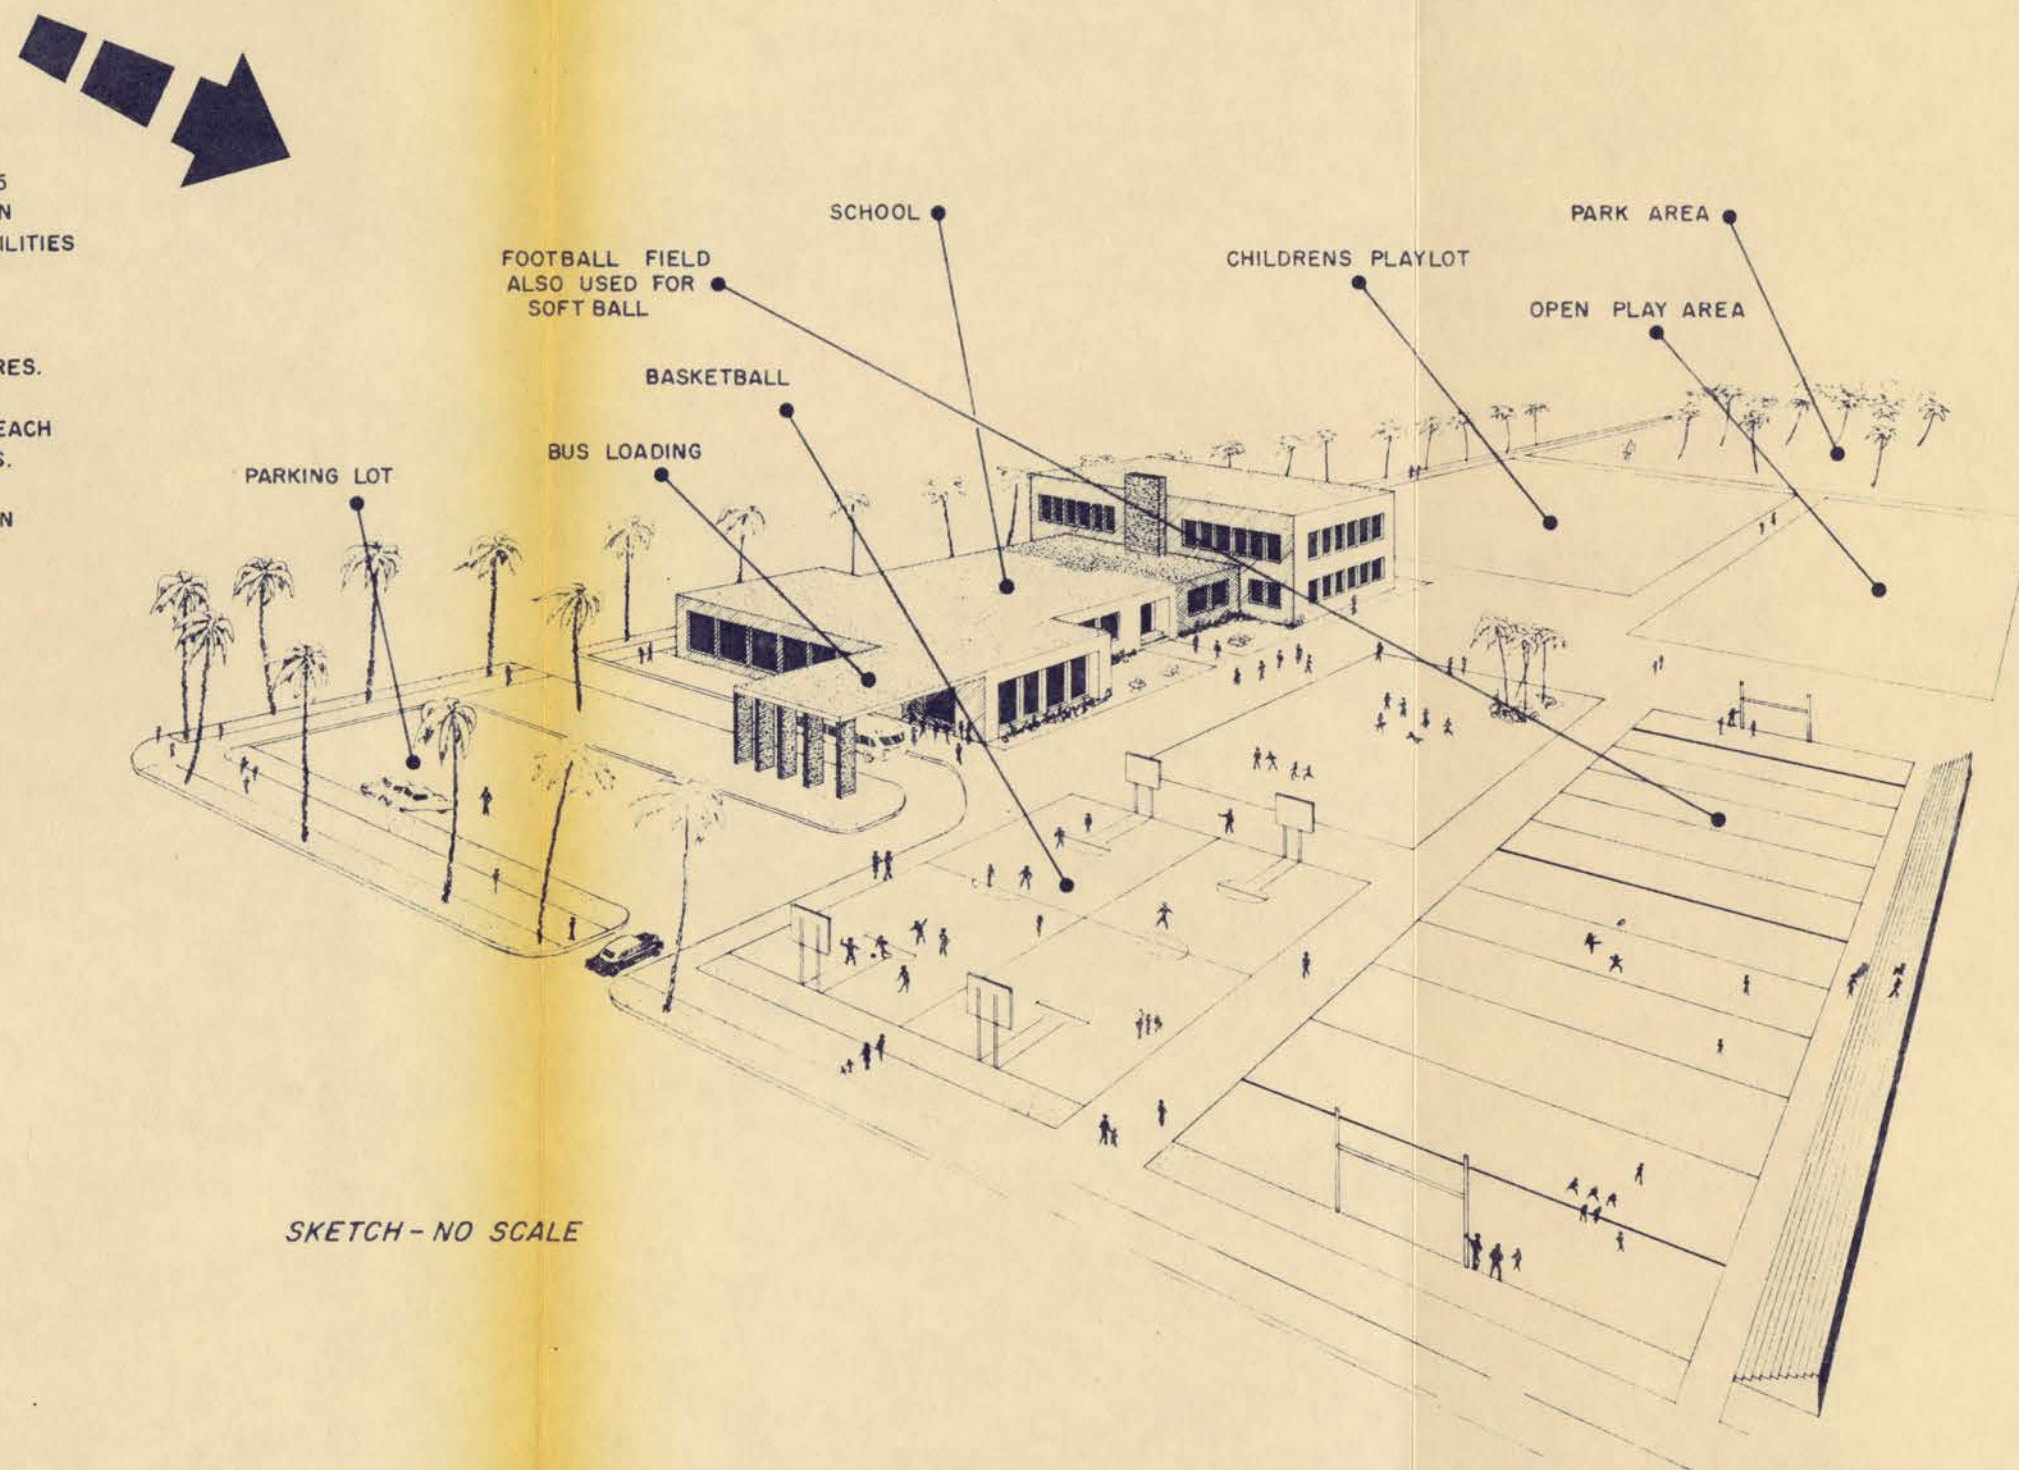 5
N
ILITIES
RES.
EACH
S.
N
SCHOOL
PARK AREA
FOOTBALL FIELD
ALSO USED FOR
SOFT BALL
CHILDRENS PLAYLOT
OPEN PLAY AREA
BASKETBALL
BUS LOADING
PARKING LOT
SKETCH - NO SCALE